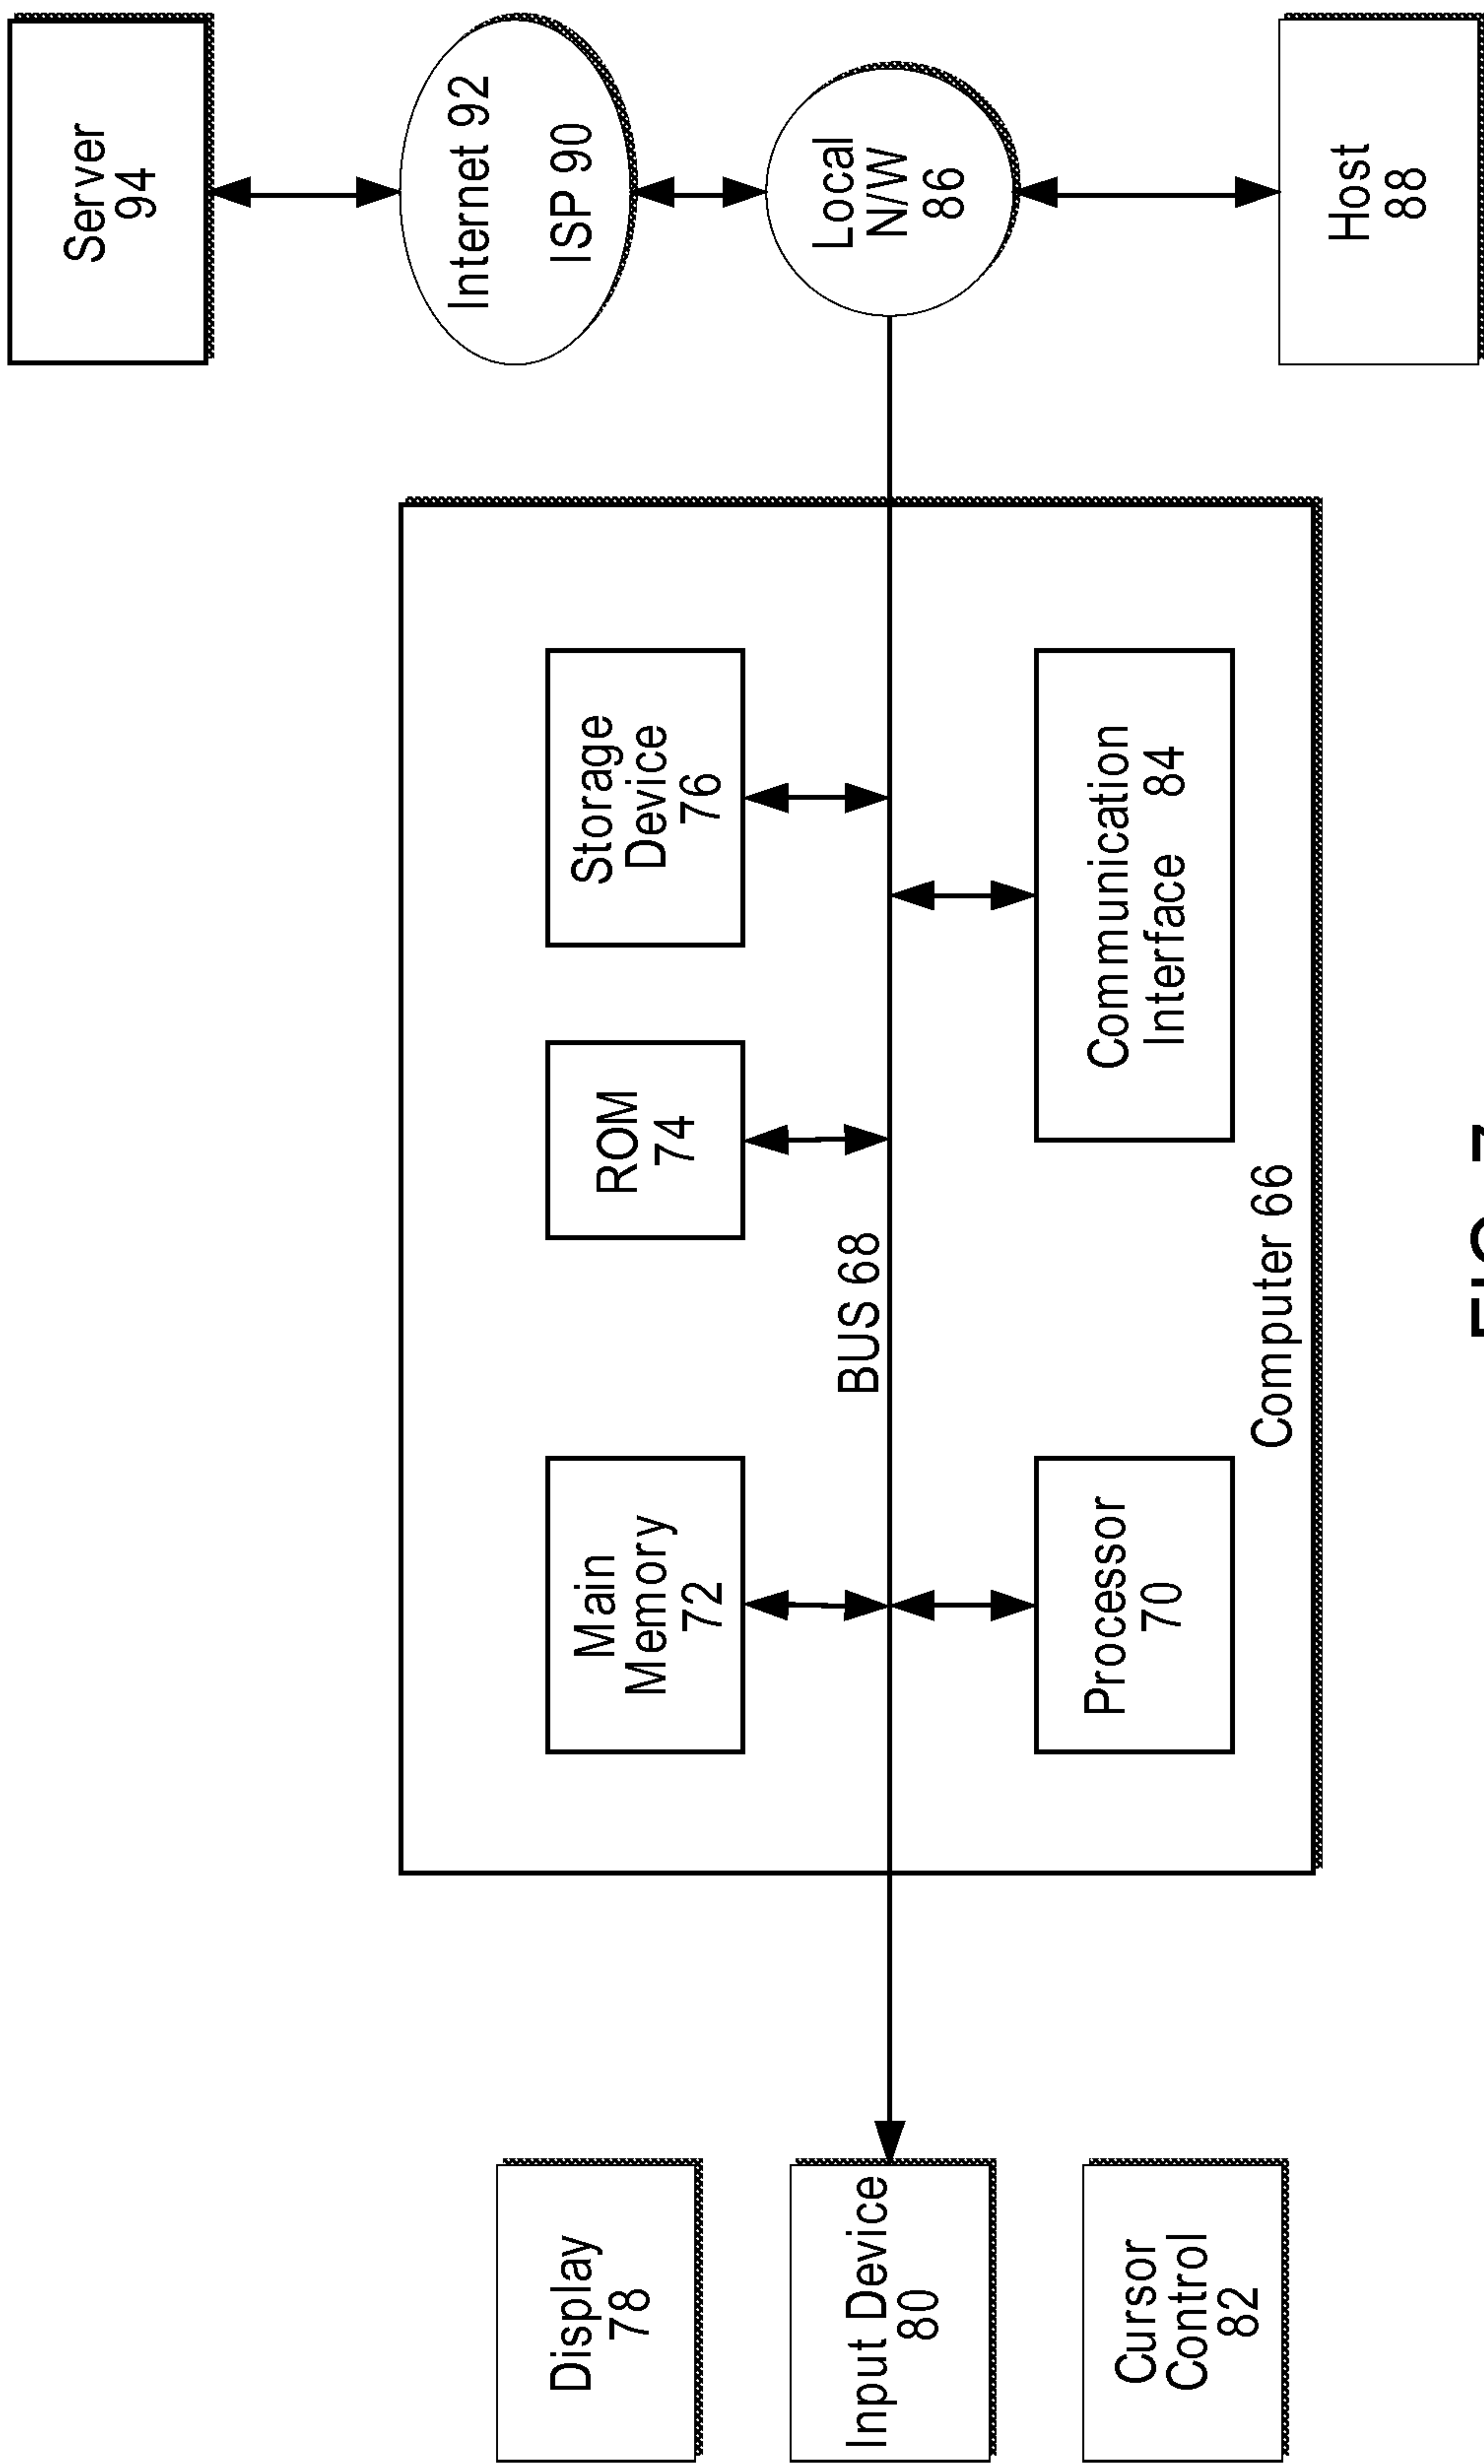 Server
94
Internet 92
ISP 90
Local
N/W
86
Host
88
Storage
Device
76
ROM
74
Main
Memory
72
BUS 68
Communication
Interface 84
Processor
70
Computer 66
Display
78
Input Device
80
Cursor
Control
82